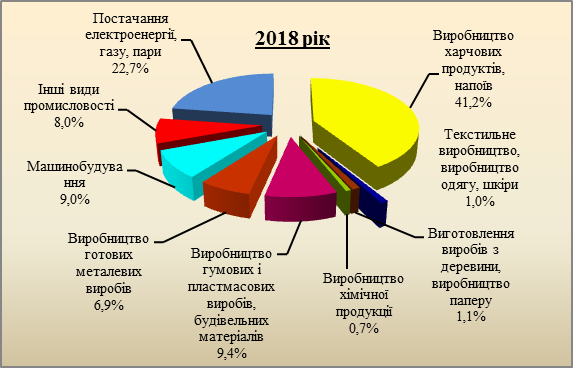 2018 рік
Постачання
електроенергії,
газу, пари
22,7%
Виробництво
харчових
продуктів,
напоїв
41,2%
Інші види
промисловості
8,0%
Текстильне
виробництво,
виробництво
одягу, шкіри
1,0%
Машинобудува
ння
9,0%
Виготовлення
виробів з
деревини,
виробництво
паперу
1,1%
Виробництво
готових
металевих
виробів
6,9%
Виробництво
гумових і
пластмасових
виробів,
будівельних
матеріалів
9,4%
Виробництво
хімічної
продукції
0,7%